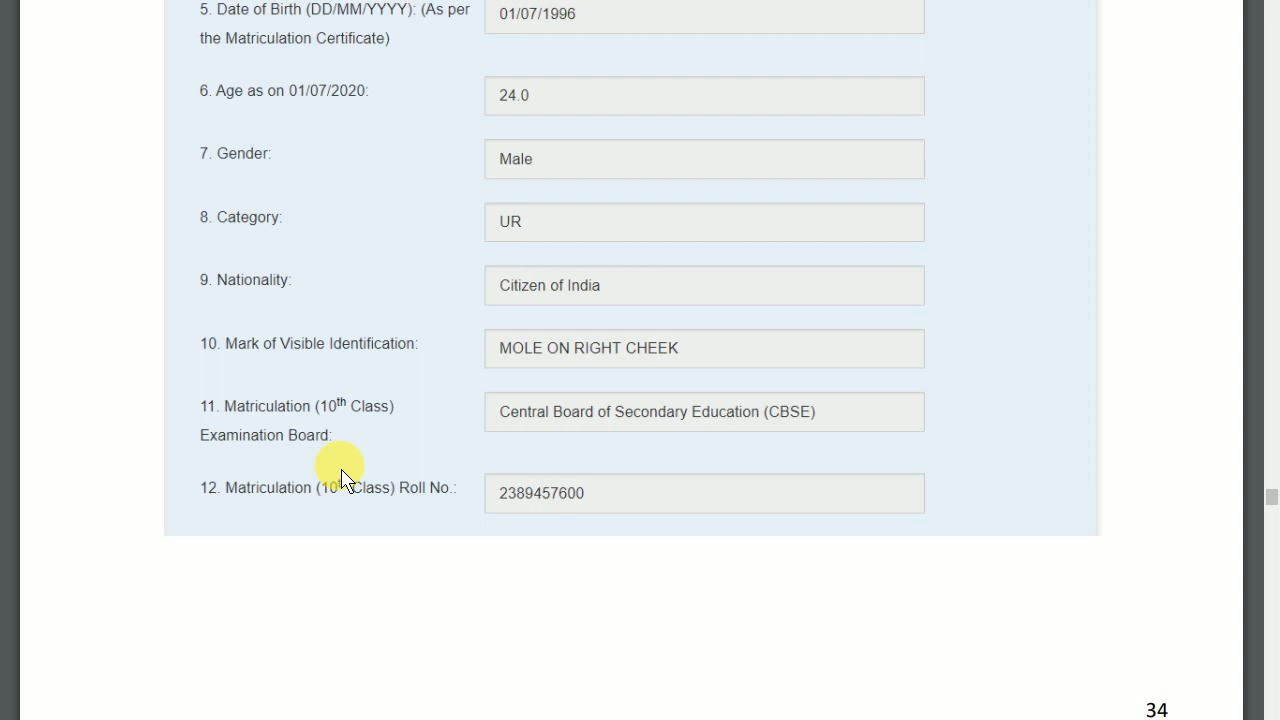 5. Date of Birth (DD/MM/YYYY): (As per
the Matriculation Certificate)
01/07/1996
6. Age as on 01/07/2020:
24.0
7. Gender:
Male
8. Category:
UR
9. Nationality:
Citizen of India
10. Mark of Visible Identification:
MOLE ON RIGHT CHEEK
11. Matriculation (10th Class)
Examination Board:
Central Board of Secondary Education (CBSE)
12. Matriculation (10th Class) Roll No.:
2389457600
34